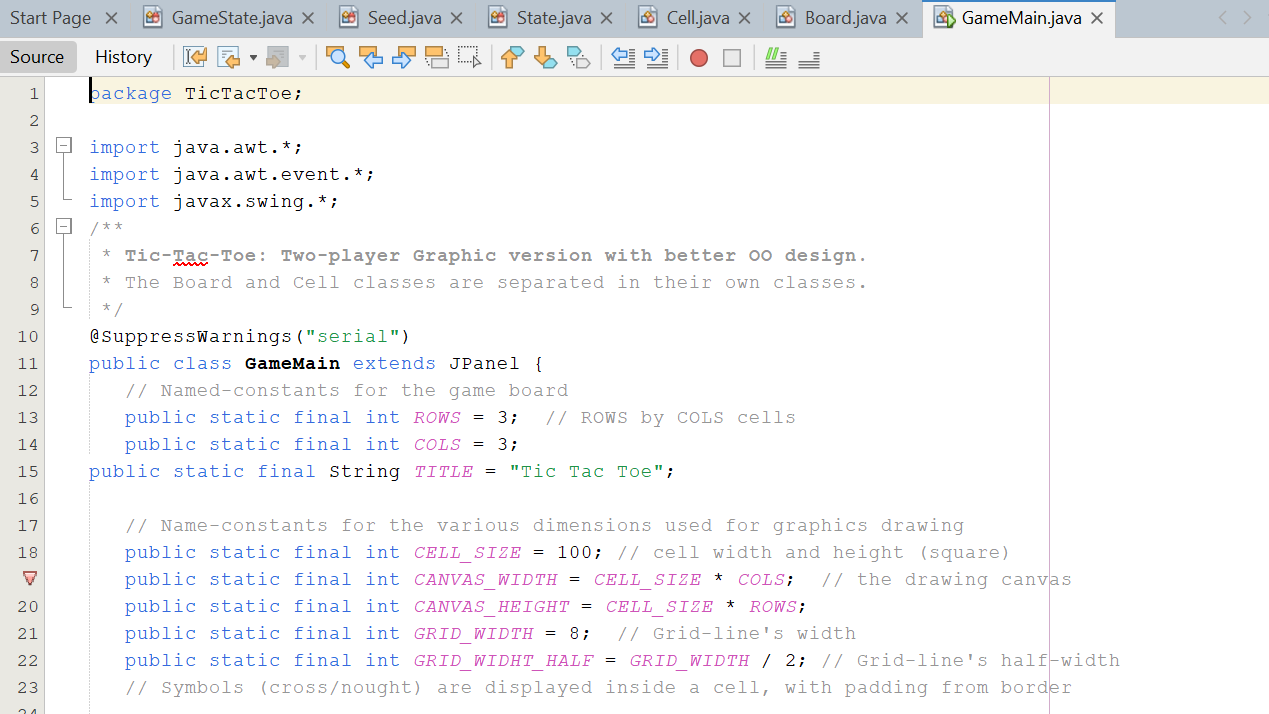 Start Page GameState.java Seed.java State.java Cell.java Board.java GameMain.java
Source History
1 package TicTacToe;
2
3 import java.awt.*;
4 import java.awt.event.*;
5 import javax.swing.*;
6 /**
7 * Tic-Tac-Toe: Two-player Graphic version with better OO design.
8 * The Board and Cell classes are separated in their own classes.
9 */
10 @SuppressWarnings("serial")
11 public class GameMain extends JPanel {
12 // Named-constants for the game board
13 public static final int ROWS = 3; // ROWS by COLS cells
14 public static final int COLS = 3;
15 public static final String TITLE = "Tic Tac Toe";
16
17 // Name-constants for the various dimensions used for graphics drawing
18 public static final int CELL_SIZE = 100; // cell width and height (square)
public static final int CANVAS_WIDTH = CELL_SIZE * COLS; // the drawing canvas
20 public static final int CANVAS_HEIGHT = CELL_SIZE * ROWS;
21 public static final int GRID_WIDTH = 8; // Grid-line's width
22 public static final int GRID_WIDHT_HALF = GRID_WIDTH / 2; // Grid-line's half-width
23 // Symbols (cross/nought) are displayed inside a cell, with padding from border
24